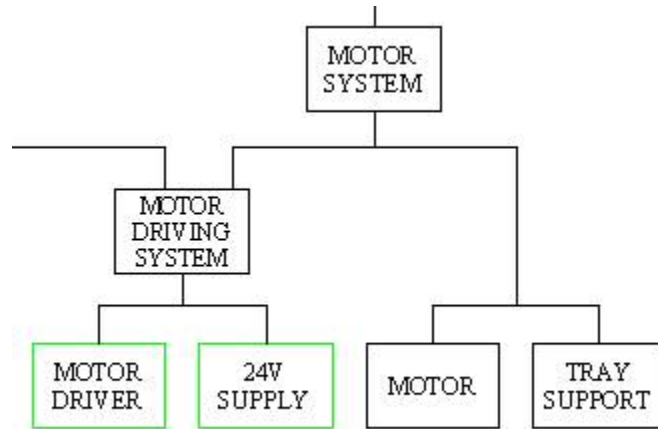 MOTOR
SYSTEM
MOTOR
DRIVING
SYSTEM
MOTOR
DRIVER
24V
SUPPLY
MOTOR
TRAY
SUPPORT